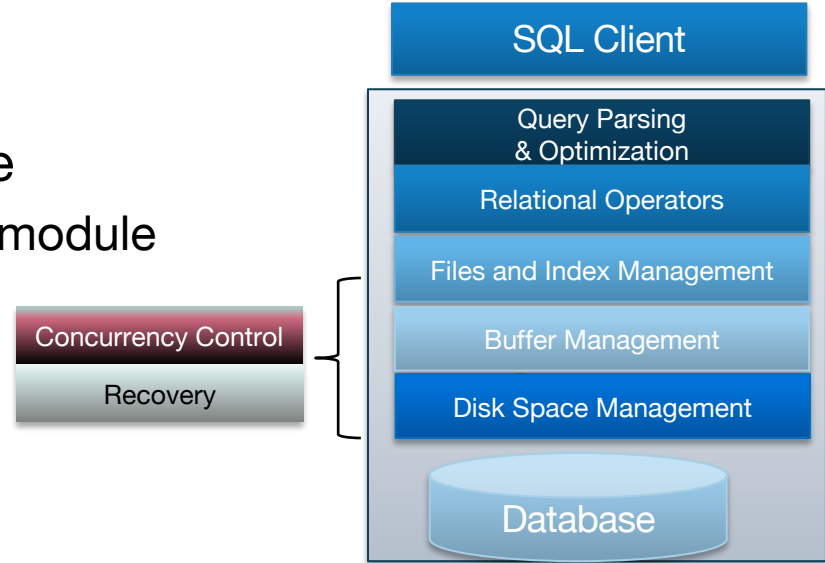 SQL Client
Query Parsing
& Optimization
e
Relational Operators
module
Files and Index Management
Concurrency Control
Buffer Management
Recovery
Disk Space Management
Database